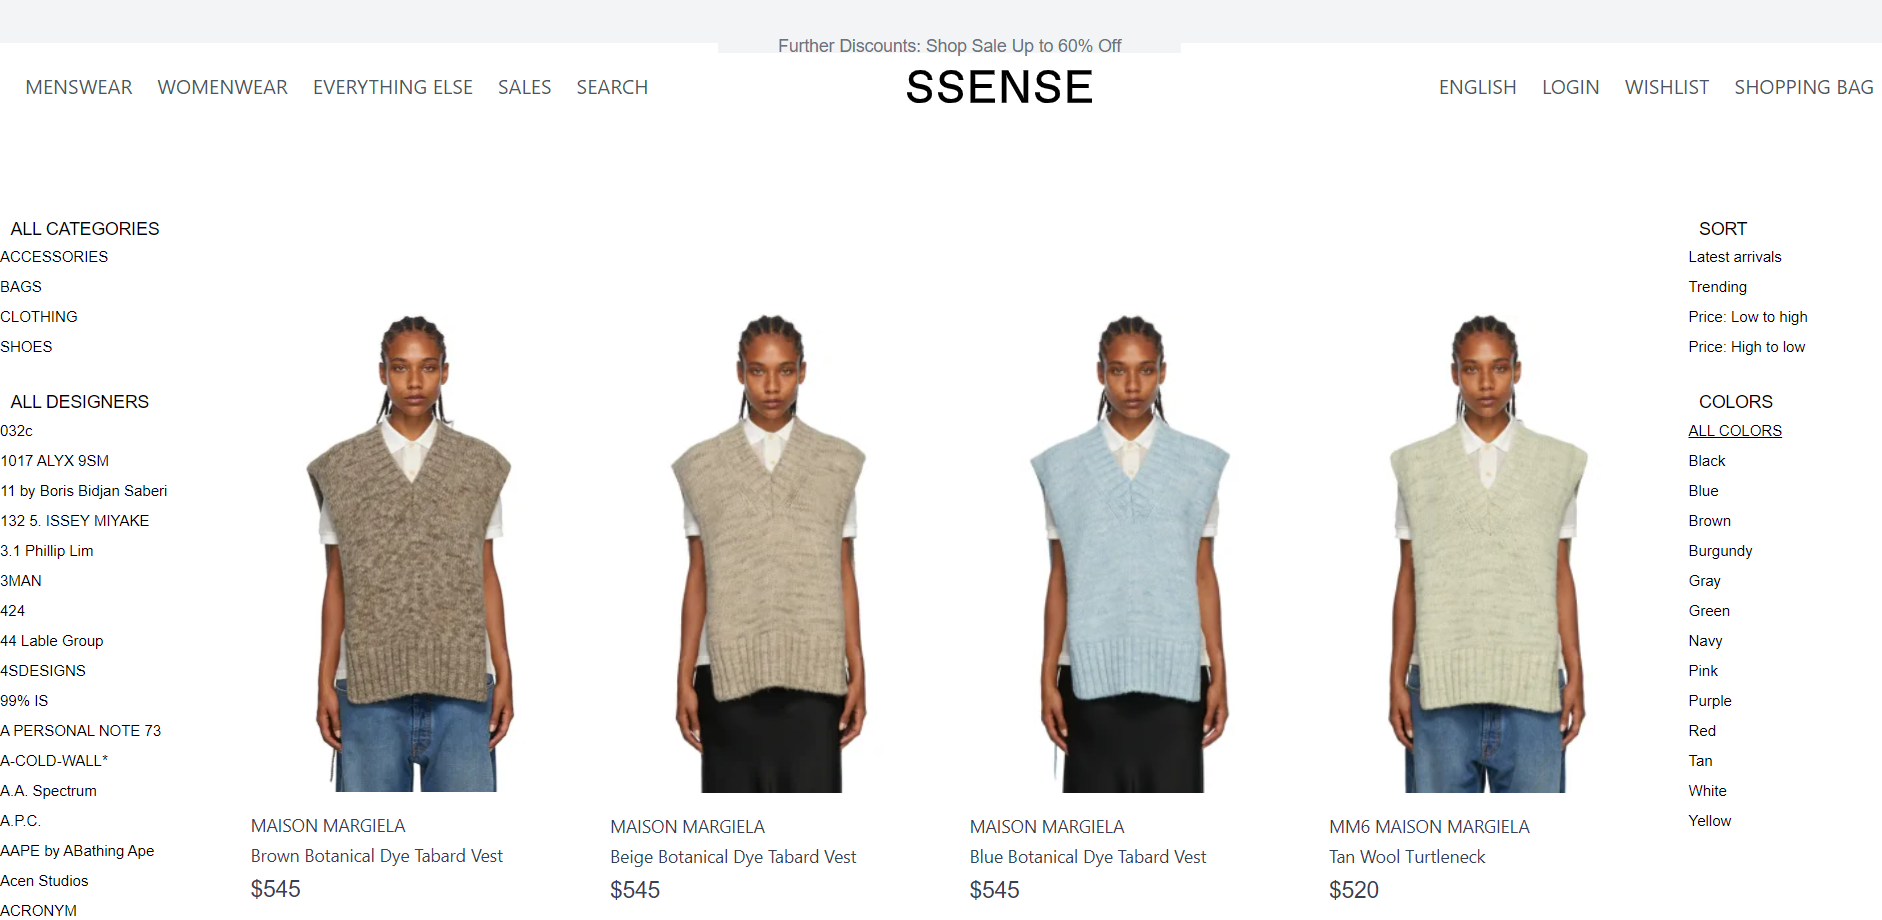 Further Discounts: Shop Sale Up to 60% Off
MENSWEAR WOMENWEAR EVERYTHING ELSE SALES SEARCH
SSENSE
ENGLISH LOGIN WISHLIST SHOPPING BAG
ALL CATEGORIES
ACCESSORIES
BAGS
CLOTHING
SHOES
ALL DESIGNERS
032c
1017 ALYX 9SM
11 by Boris Bidjan Saberi
132 5. ISSEY MIYAKE
3.1 Phillip Lim
3MAN
424
44 Lable Group
4SDESIGNS
99% IS
A PERSONAL NOTE 73
A-COLD-WALL*
A.A. Spectrum
A.P.C.
AAPE by ABathing Ape
Acen Studios
ACRONYM
MAISON MARGIELA
Brown Botanical Dye Tabard Vest
$545
MAISON MARGIELA
Beige Botanical Dye Tabard Vest
$545
MAISON MARGIELA
Blue Botanical Dye Tabard Vest
$545
MM6 MAISON MARGIELA
Tan Wool Turtleneck
$520
SORT
Latest arrivals
Trending
Price: Low to high
Price: High to low
COLORS
ALL COLORS
Black
Blue
Brown
Burgundy
Gray
Green
Navy
Pink
Purple
Red
Tan
White
Yellow